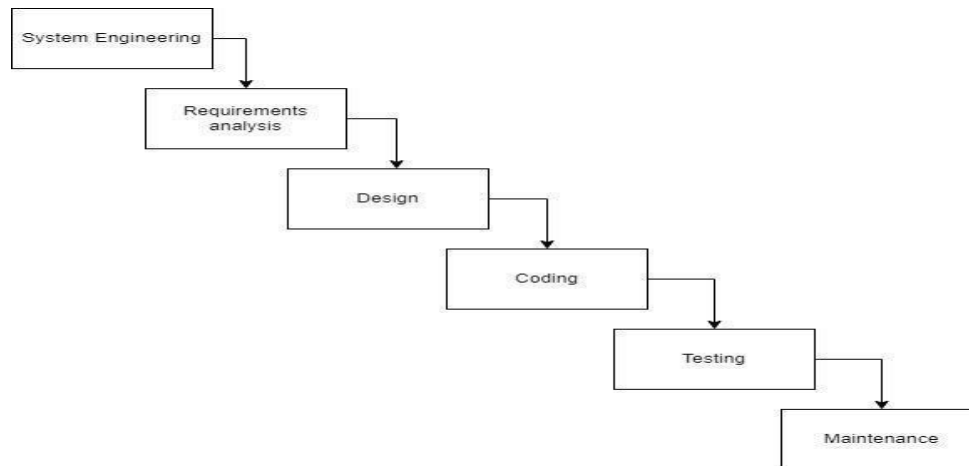 System Engineering
Requirements
analysis
Design
Coding
Testing
Maintenance